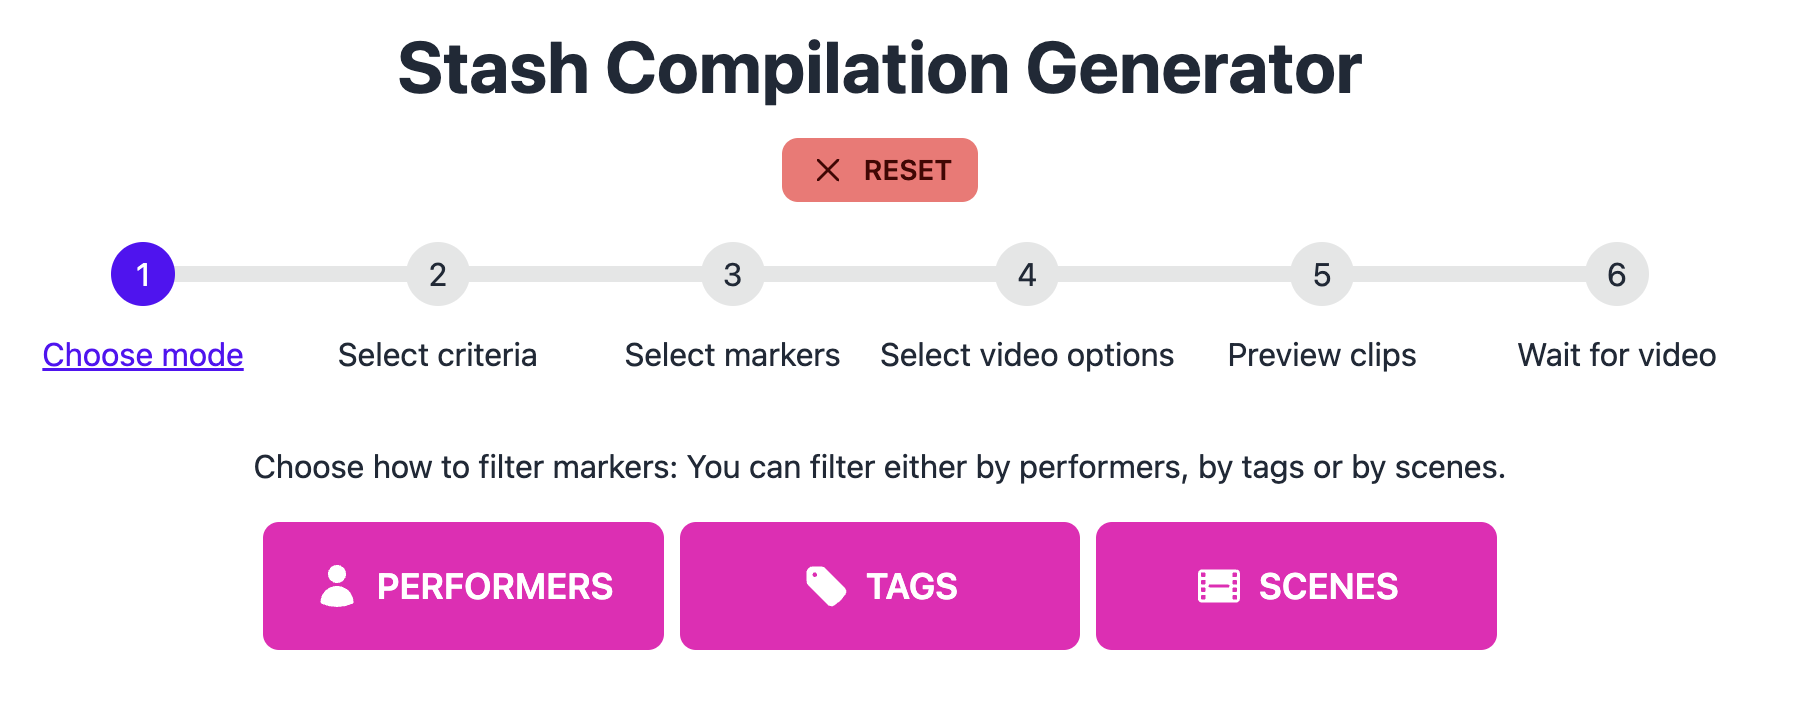 Stash Compilation Generator
RESET
1 2 3 4 5 6
Choose mode Select criteria Select markers Select video options Preview clips Wait for video
Choose how to filter markers: You can filter either by performers, by tags or by scenes.
PERFORMERS TAGS SCENES